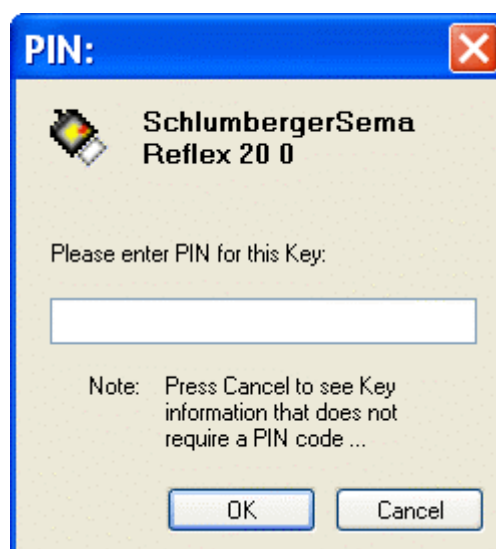 PIN:
SchlumbergerSema
Reflex 20 0
Please enter PIN for this Key:
Note: Press Cancel to see Key
information that does not
require a PIN code ...
OK Cancel